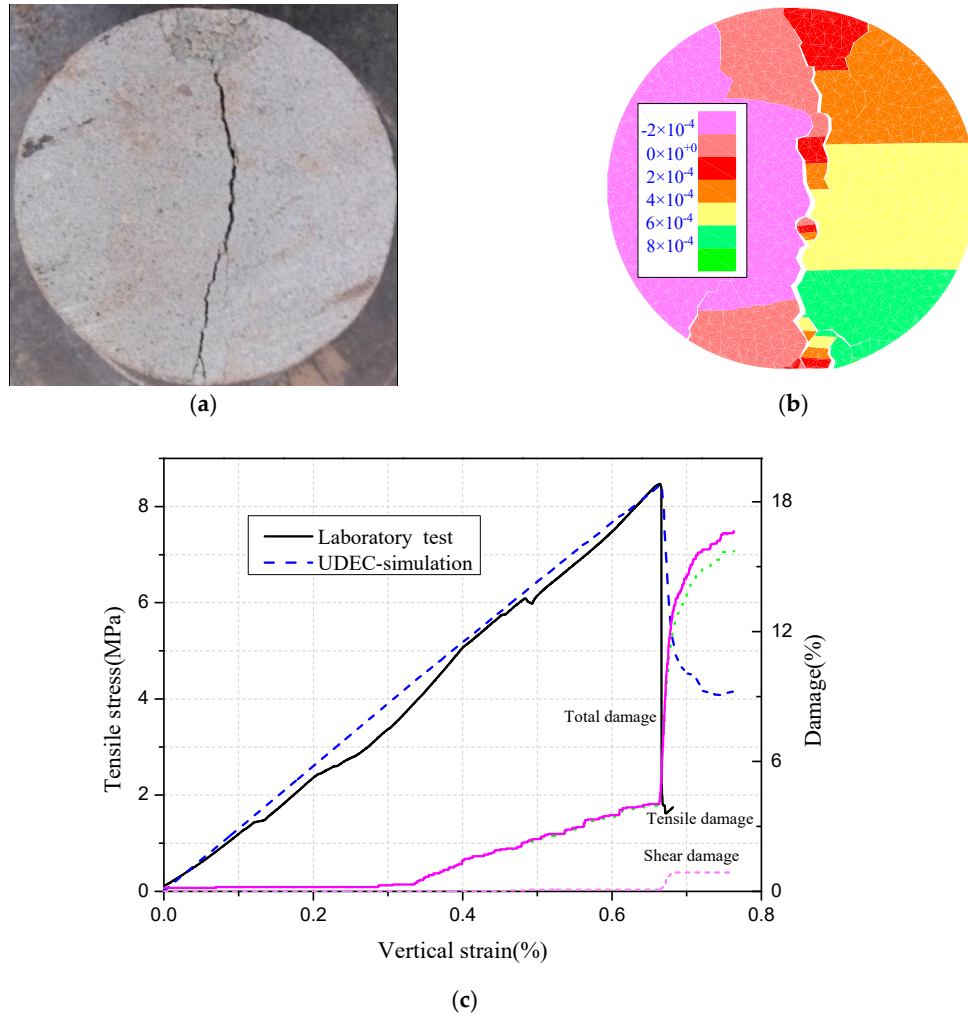 -2×10⁻⁴
0×10⁺⁰
2×10⁻⁴
4×10⁻⁴
6×10⁻⁴
8×10⁻⁴
(a)
(b)
Laboratory test
UDEC-simulation
Tensile stress(MPa)
8
6
4
2
0
Damage(%)
18
12
6
0
Total damage
Tensile damage
Shear damage
0.0
0.2
0.4
0.6
0.8
Vertical strain(%)
(c)